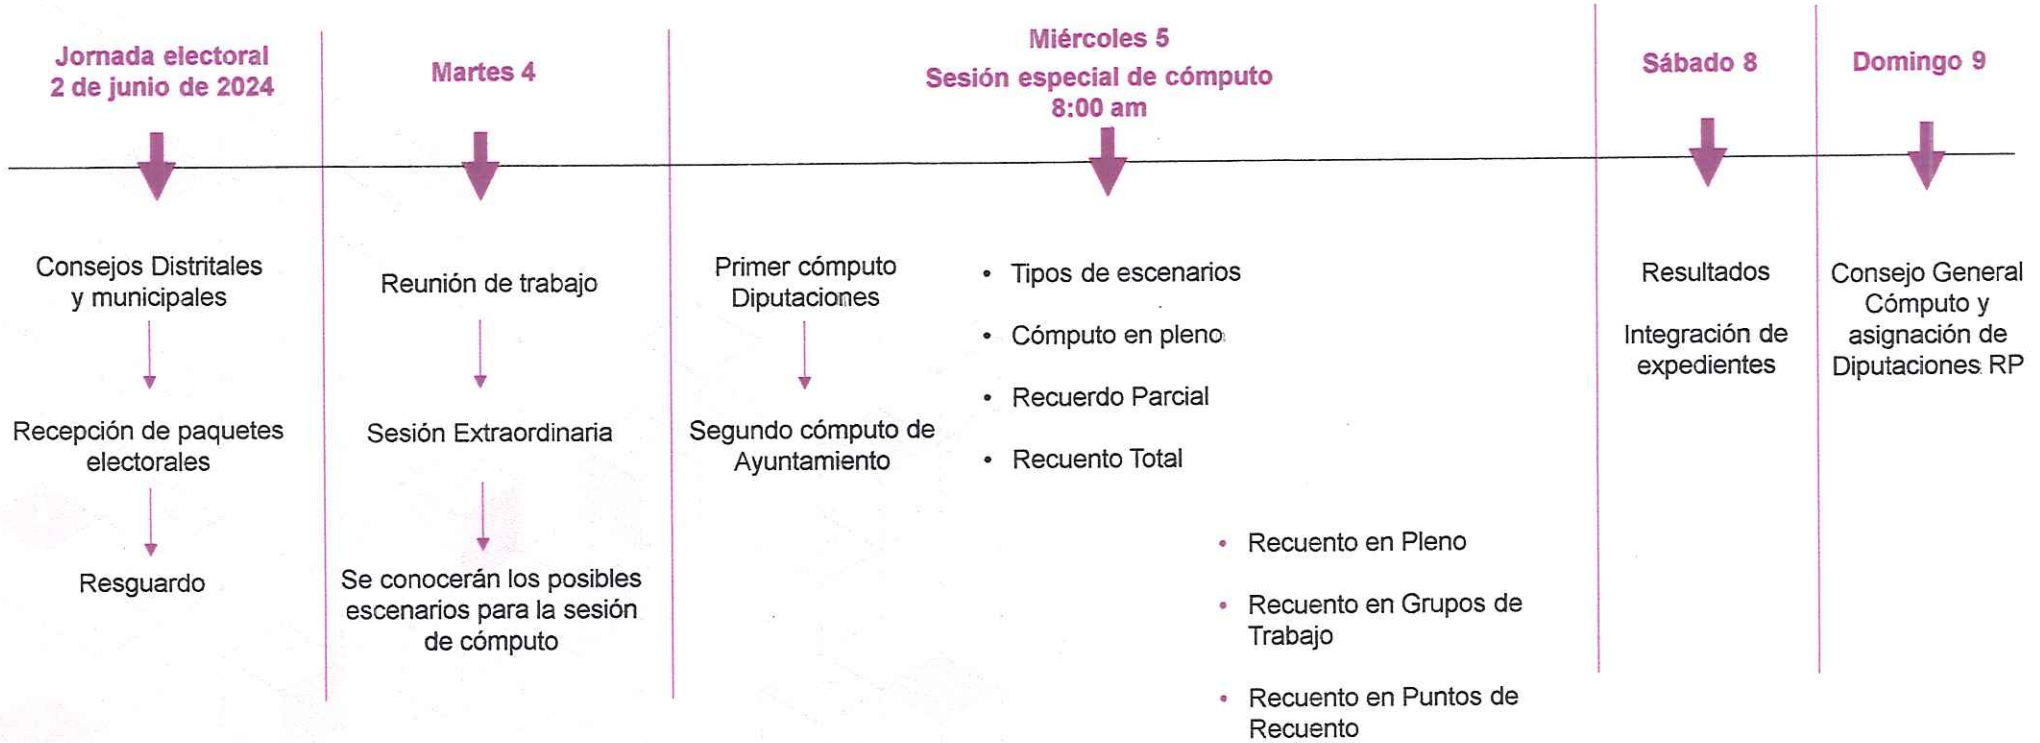 Jornada electoral
2 de junio de 2024
Consejos Distritales
y municipales
Recepción de paquetes
electorales
Resguardo
Martes 4
Reunión de trabajo
Sesión Extraordinaria
Se conocerán los posibles
escenarios para la sesión
de cómputo
Miércoles 5
Sesión especial de cómputo
8:00 am
Primer cómputo
Diputaciones
Segundo cómputo de
Ayuntamiento
• Tipos de escenarios
• Cómputo en pleno
• Recuerdo Parcial
• Recuento Total
• Recuento en Pleno
• Recuento en Grupos de
Trabajo
• Recuento en Puntos de
Recuento
Sábado 8
Resultados
Integración de
expedientes
Domingo 9
Consejo General
Cómputo y
asignación de
Diputaciones RP